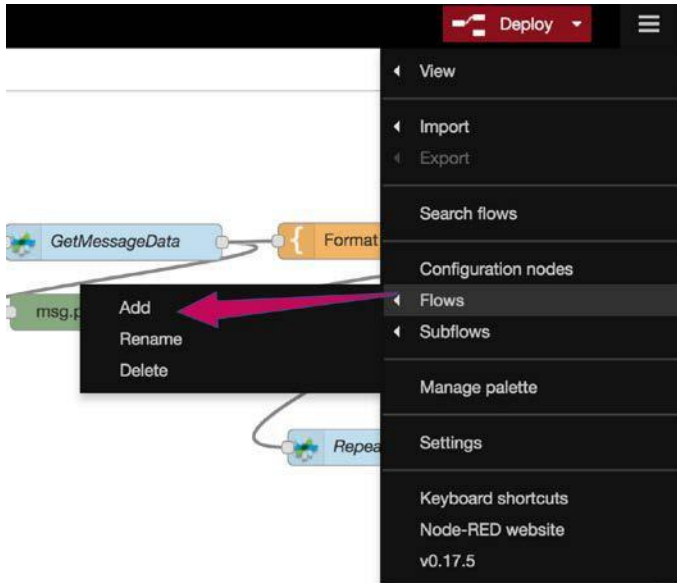 Deploy
View
Import
Export
Search flows
GetMessageData
Format
Configuration nodes
Flows
Subflows
msg.p
Add
Rename
Delete
Manage palette
Settings
Repea
Keyboard shortcuts
Node-RED website
v0.17.5